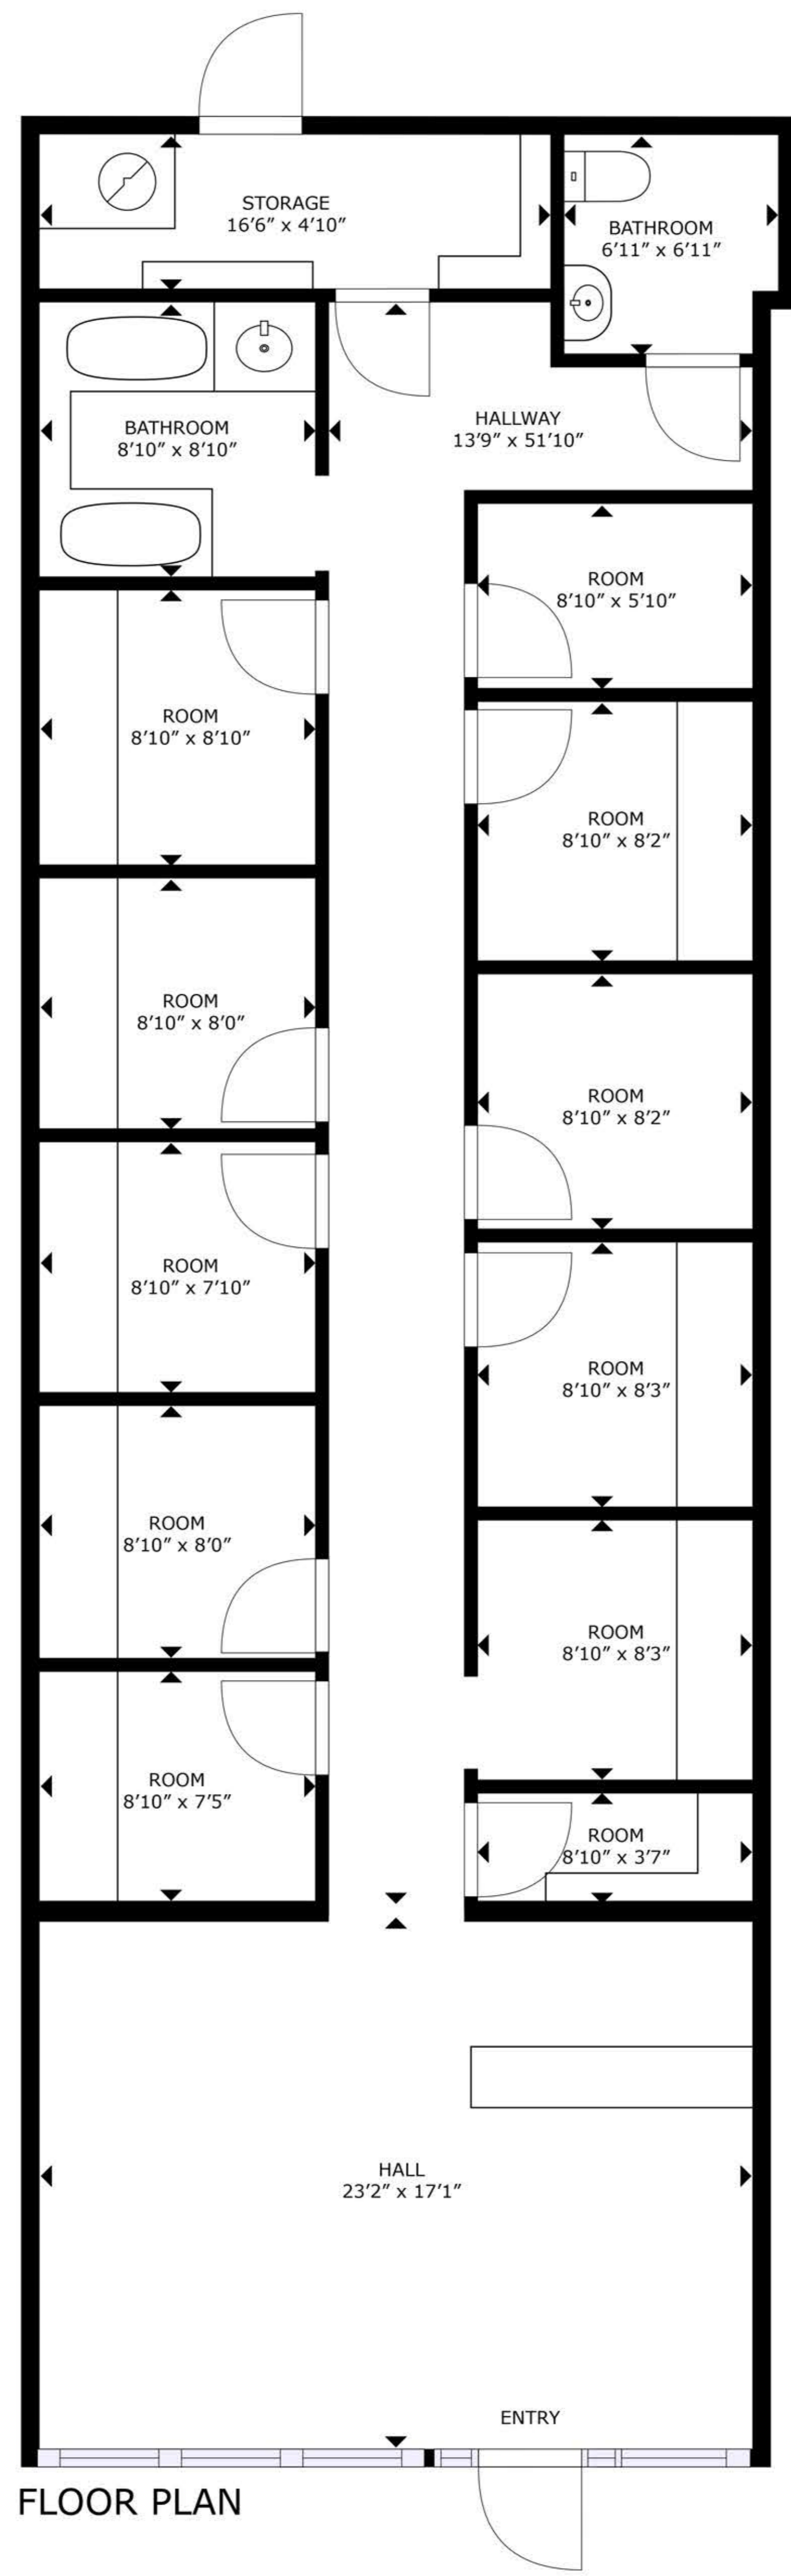 STORAGE
16’6” x 4’10”
BATHROOM
6’11” x 6’11”
BATHROOM
8’10” x 8’10”
HALLWAY
13’9” x 51’10”
ROOM
8’10” x 5’10”
ROOM
8’10” x 8’10”
ROOM
8’10” x 8’2”
ROOM
8’10” x 8’0”
ROOM
8’10” x 8’2”
ROOM
8’10” x 7’10”
ROOM
8’10” x 8’3”
ROOM
8’10” x 8’0”
ROOM
8’10” x 8’3”
ROOM
8’10” x 7’5”
ROOM
8’10” x 3’7”
HALL
23’2” x 17’1”
ENTRY
FLOOR PLAN